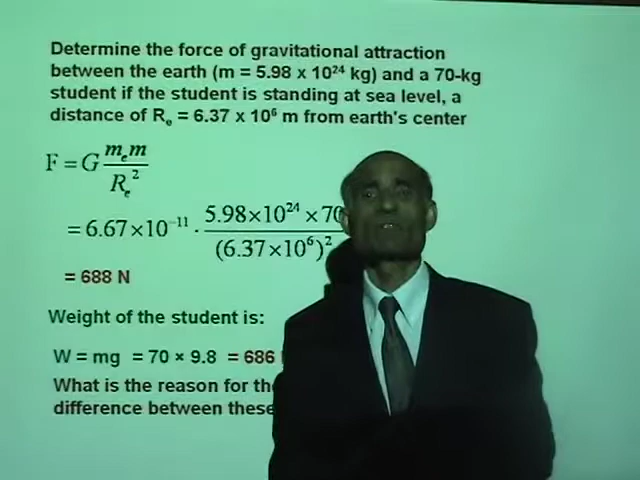 Determine the force of gravitational attraction
between the earth (m = 5.98 x 10²⁴ kg) and a 70-kg
student if the student is standing at sea level, a
distance of Rₑ = 6.37 x 10⁶ m from earth's center
F = G mₑm / Rₑ²
= 6.67×10⁻¹¹ · 5.98×10²⁴ × 70 / (6.37×10⁶)²
= 688 N
Weight of the student is:
W = mg = 70 × 9.8 = 686
What is the reason for the
difference between these